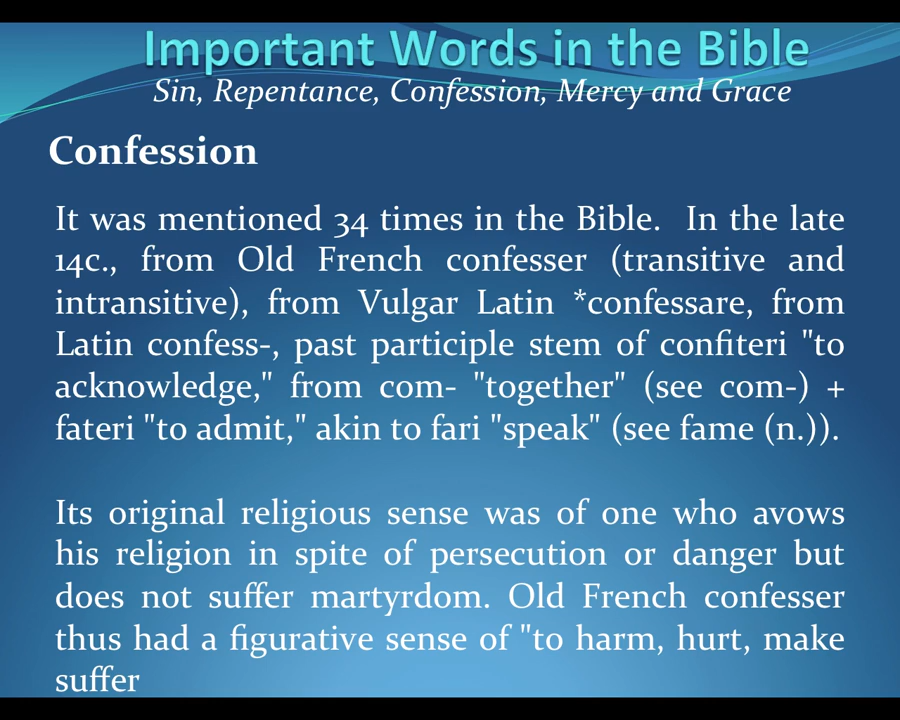 Important Words in the Bible
Sin, Repentance, Confession, Mercy and Grace
Confession
It was mentioned 34 times in the Bible.  In the late
14c., from Old French confesser (transitive and
intransitive), from Vulgar Latin *confessare, from
Latin confess-, past participle stem of confiteri "to
acknowledge," from com- "together" (see com-) +
fateri "to admit," akin to fari "speak" (see fame (n.)).
Its original religious sense was of one who avows
his religion in spite of persecution or danger but
does not suffer martyrdom. Old French confesser
thus had a figurative sense of "to harm, hurt, make
suffer